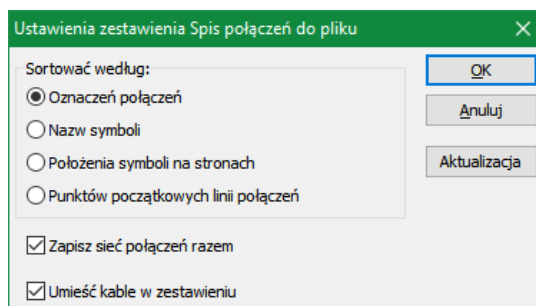 Ustawienia zestawienia Spis połączeń do pliku
Sortować według:
Oznaczeń połączeń
Nazw symboli
Położenia symboli na stronach
Punktów początkowych linii połączeń
Zapisz sieć połączeń razem
Umieść kable w zestawieniu
OK
Anuluj
Aktualizacja